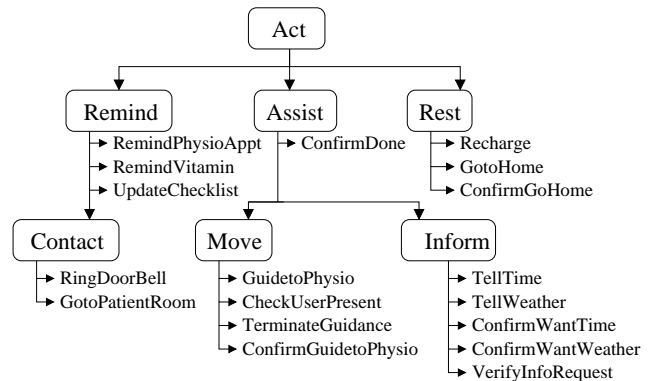 Act
Remind
Assist
Rest
RemindPhysioAppt
RemindVitamin
UpdateChecklist
ConfirmDone
Recharge
GotoHome
ConfirmGoHome
Contact
Move
Inform
RingDoorBell
GotoPatientRoom
GuidetoPhysio
CheckUserPresent
TerminateGuidance
ConfirmGuidetoPhysio
TellTime
TellWeather
ConfirmWantTime
ConfirmWantWeather
VerifyInfoRequest